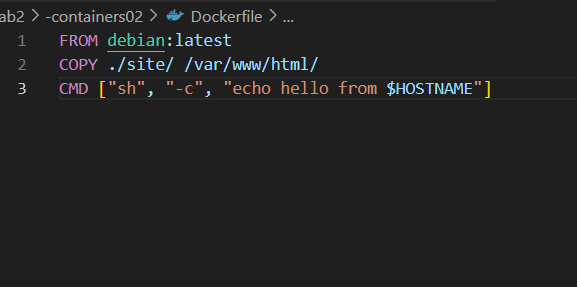 ab2 > -containers02 > Dockerfile > ...
1 FROM debian:latest
2 COPY ./site/ /var/www/html/
3 CMD ["sh", "-c", "echo hello from $HOSTNAME"]